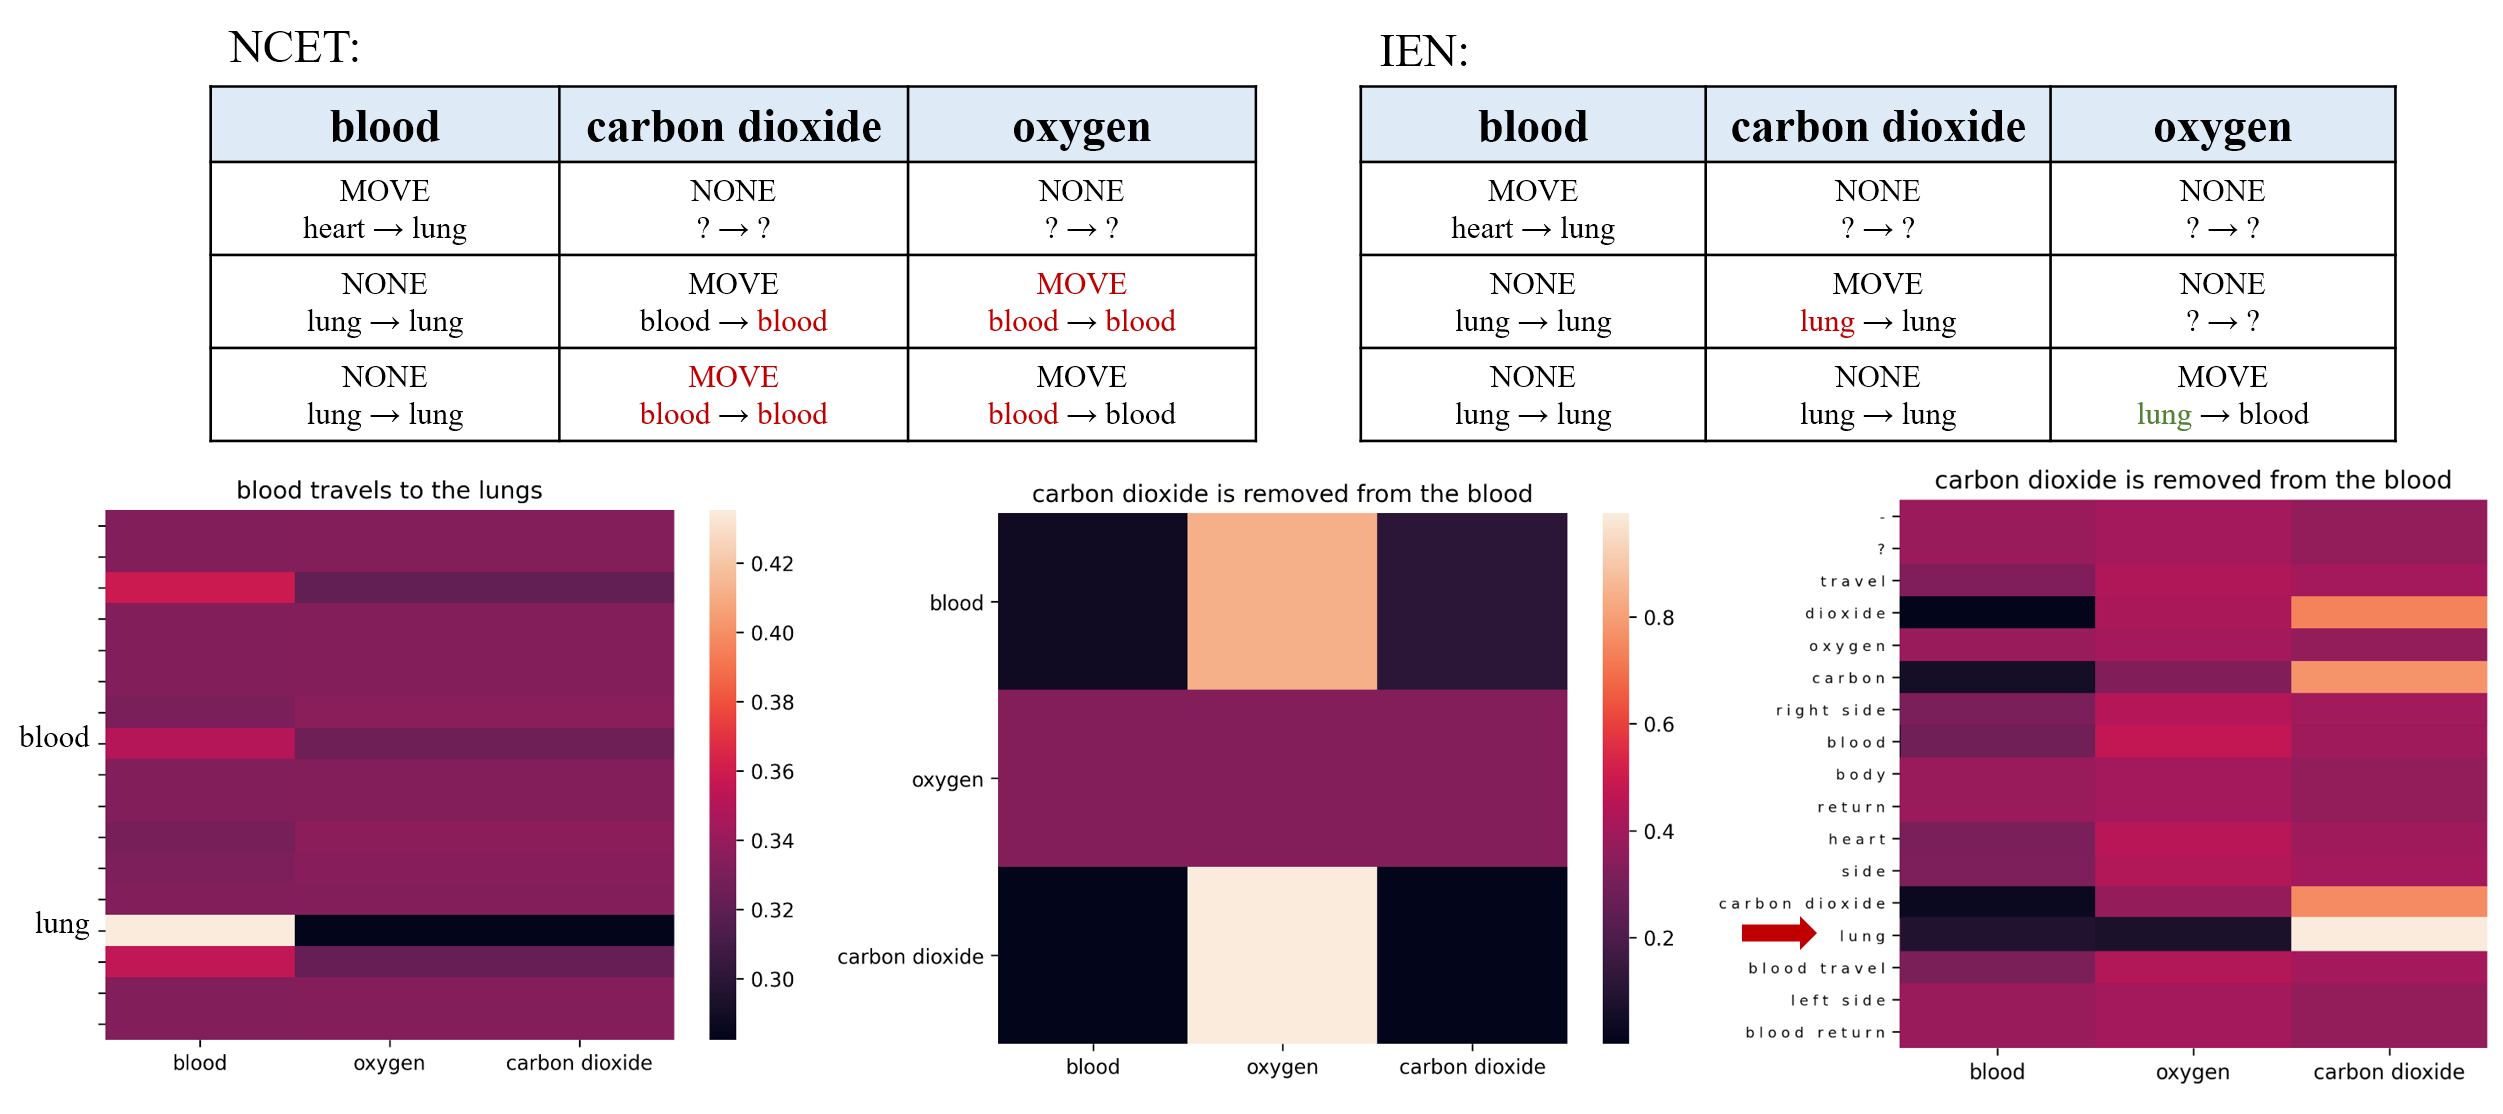 NCET:
blood carbon dioxide oxygen
MOVE NONE NONE
heart → lung ? → ? ? → ?
NONE MOVE MOVE
lung → lung blood → blood blood → blood
NONE MOVE MOVE
lung → lung blood → blood blood → blood
IEN:
blood carbon dioxide oxygen
MOVE NONE NONE
heart → lung ? → ? ? → ?
NONE MOVE NONE
lung → lung lung → lung ? → ?
NONE NONE MOVE
lung → lung lung → lung lung → blood
blood travels to the lungs
blood
lung
blood oxygen carbon dioxide
0.42
0.40
0.38
0.36
0.34
0.32
0.30
carbon dioxide is removed from the blood
blood
oxygen
carbon dioxide
blood oxygen carbon dioxide
0.8
0.6
0.4
0.2
carbon dioxide is removed from the blood
-
?
travel
dioxide
oxygen
carbon
right side
blood
body
return
heart
side
carbon dioxide
lung
blood travel
left side
blood return
blood oxygen carbon dioxide